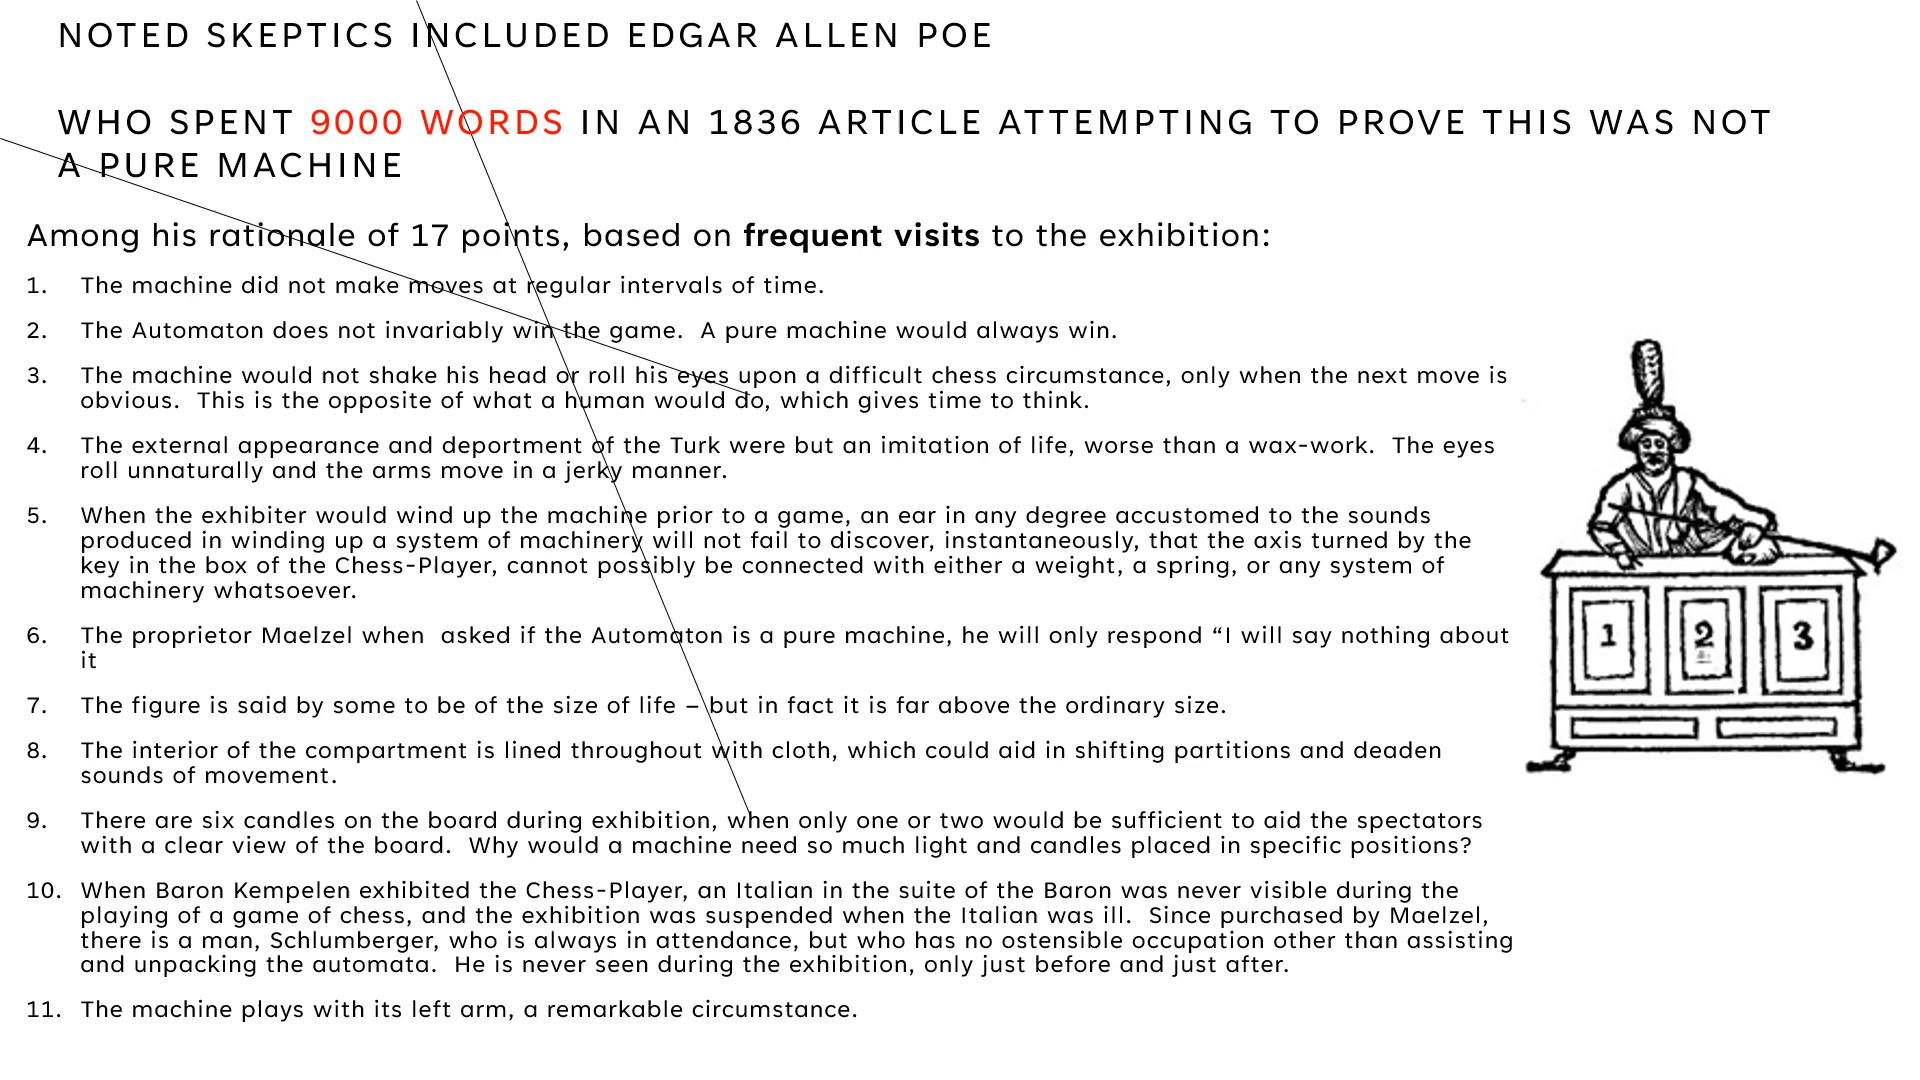 NOTED SKEPTICS INCLUDED EDGAR ALLEN POE
WHO SPENT 9000 WORDS IN AN 1836 ARTICLE ATTEMPTING TO PROVE THIS WAS NOT
A PURE MACHINE
Among his rationale of 17 points, based on frequent visits to the exhibition:
1. The machine did not make moves at regular intervals of time.
2. The Automaton does not invariably win the game.  A pure machine would always win.
3. The machine would not shake his head or roll his eyes upon a difficult chess circumstance, only when the next move is
obvious.  This is the opposite of what a human would do, which gives time to think.
4. The external appearance and deportment of the Turk were but an imitation of life, worse than a wax-work.  The eyes
roll unnaturally and the arms move in a jerky manner.
5. When the exhibiter would wind up the machine prior to a game, an ear in any degree accustomed to the sounds
produced in winding up a system of machinery will not fail to discover, instantaneously, that the axis turned by the
key in the box of the Chess-Player, cannot possibly be connected with either a weight, a spring, or any system of
machinery whatsoever.
6. The proprietor Maelzel when  asked if the Automaton is a pure machine, he will only respond “I will say nothing about
it
7. The figure is said by some to be of the size of life – but in fact it is far above the ordinary size.
8. The interior of the compartment is lined throughout with cloth, which could aid in shifting partitions and deaden
sounds of movement.
9. There are six candles on the board during exhibition, when only one or two would be sufficient to aid the spectators
with a clear view of the board.  Why would a machine need so much light and candles placed in specific positions?
10. When Baron Kempelen exhibited the Chess-Player, an Italian in the suite of the Baron was never visible during the
playing of a game of chess, and the exhibition was suspended when the Italian was ill.  Since purchased by Maelzel,
there is a man, Schlumberger, who is always in attendance, but who has no ostensible occupation other than assisting
and unpacking the automata.  He is never seen during the exhibition, only just before and just after.
11. The machine plays with its left arm, a remarkable circumstance.
1 2 3